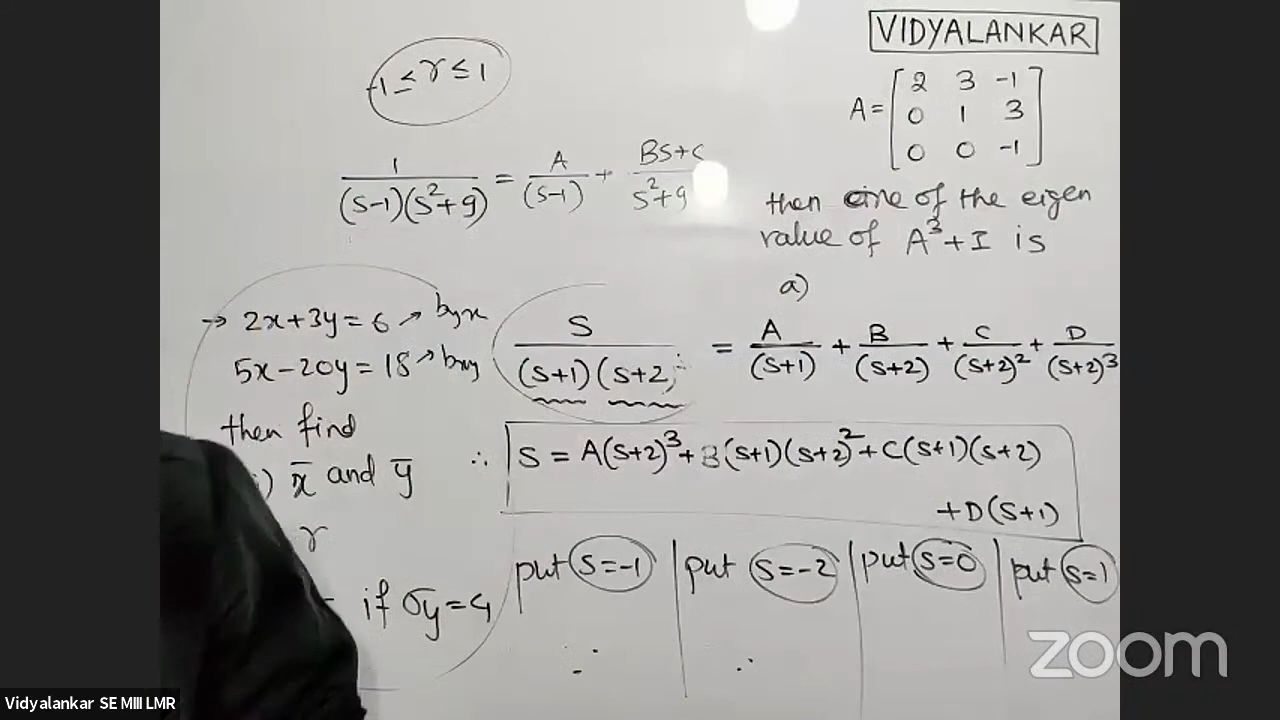 VIDYALANKAR
-1 ≤ r ≤ 1
A = [2 3 -1
0 1 3
0 0 -1]
1/((s-1)(s²+9)) = A/(s-1) + (Bs+C)/(s²+9)
then one of the eigen
value of A³+I is
a)
→ 2x+3y=6 → byx
5x-20y=18 → bxy
then find
i) x̄ and ȳ
r
if σy=4
S/((s+1)(s+2) = A/(s+1) + B/(s+2) + C/(s+2)² + D/(s+2)³
∴ S = A(s+2)³+B(s+1)(s+2)²+C(s+1)(s+2)
+D(s+1)
put s=-1 | put s=-2 | put s=0 | put s=1
zoom
Vidyalankar SE MIII LMR